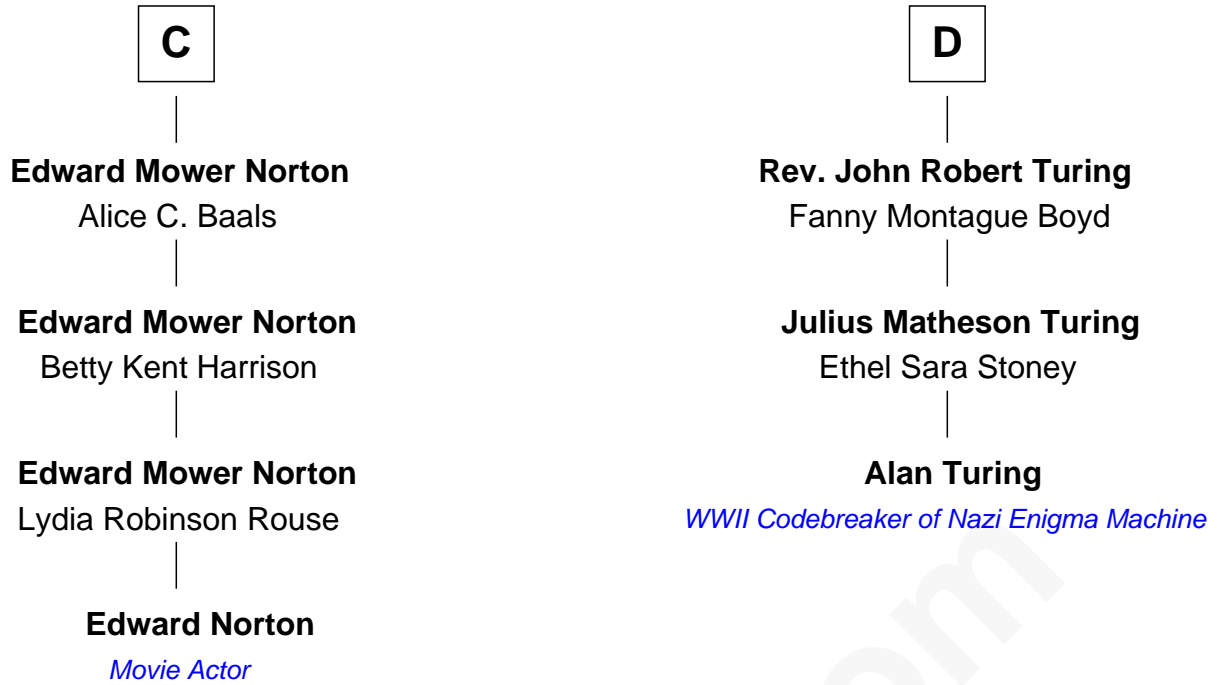 C
Edward Mower Norton
Alice C. Baals
Edward Mower Norton
Betty Kent Harrison
Edward Mower Norton
Lydia Robinson Rouse
Edward Norton
Movie Actor
D
Rev. John Robert Turing
Fanny Montague Boyd
Julius Matheson Turing
Ethel Sara Stoney
Alan Turing
WWII Codebreaker of Nazi Enigma Machine
om